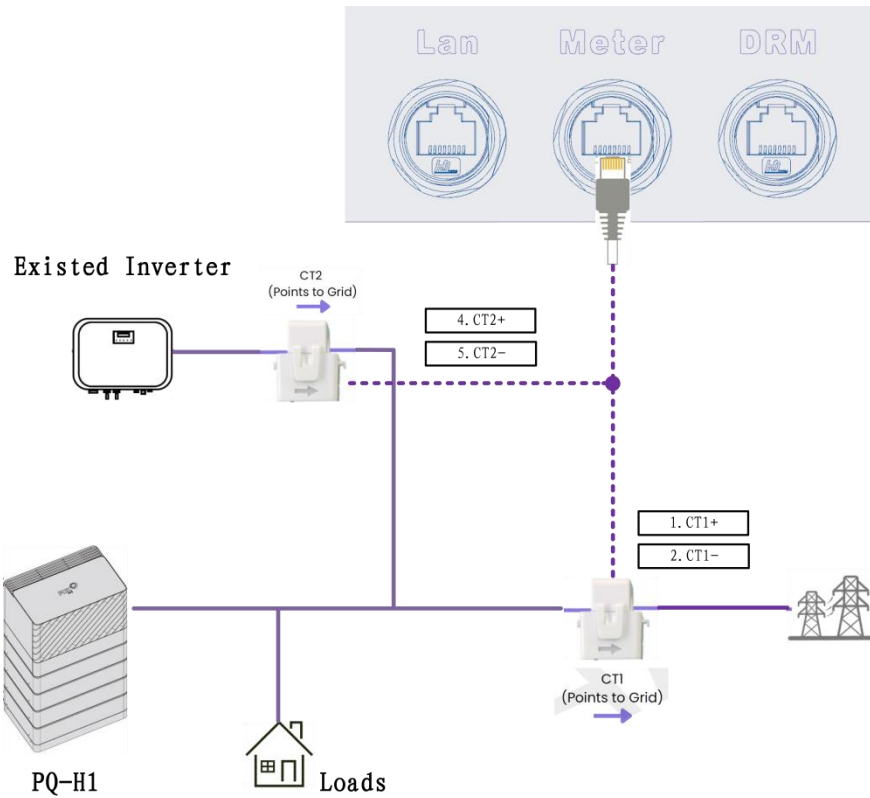 Lan Meter DRM
Existed Inverter
CT2
(Points to Grid)
4. CT2+
5. CT2-
1. CT1+
2. CT1-
CT1
(Points to Grid)
PQ-H1
Loads